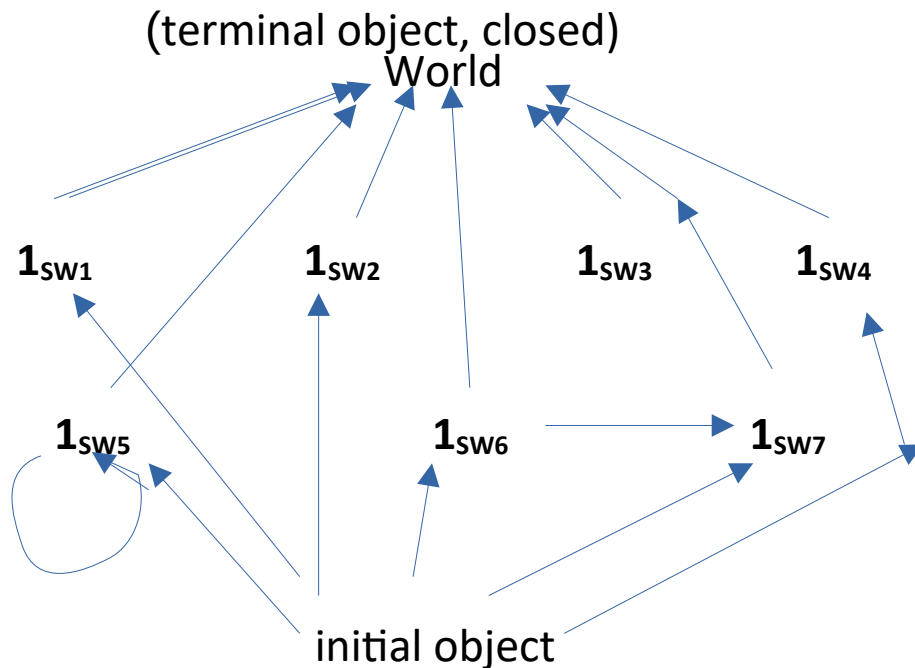 (terminal object, closed)
World
1SW1 1SW2 1SW3 1SW4
1SW5 1SW6 1SW7
initial object